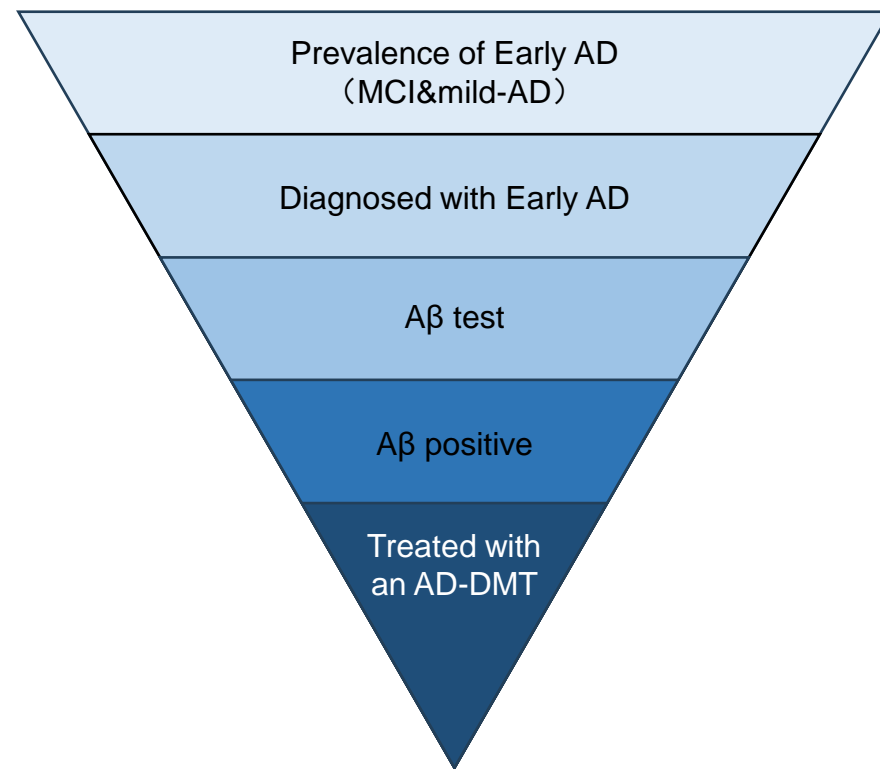 Prevalence of Early AD
（MCI&mild-AD）
Diagnosed with Early AD
Aβ test
Aβ positive
Treated with
an AD-DMT